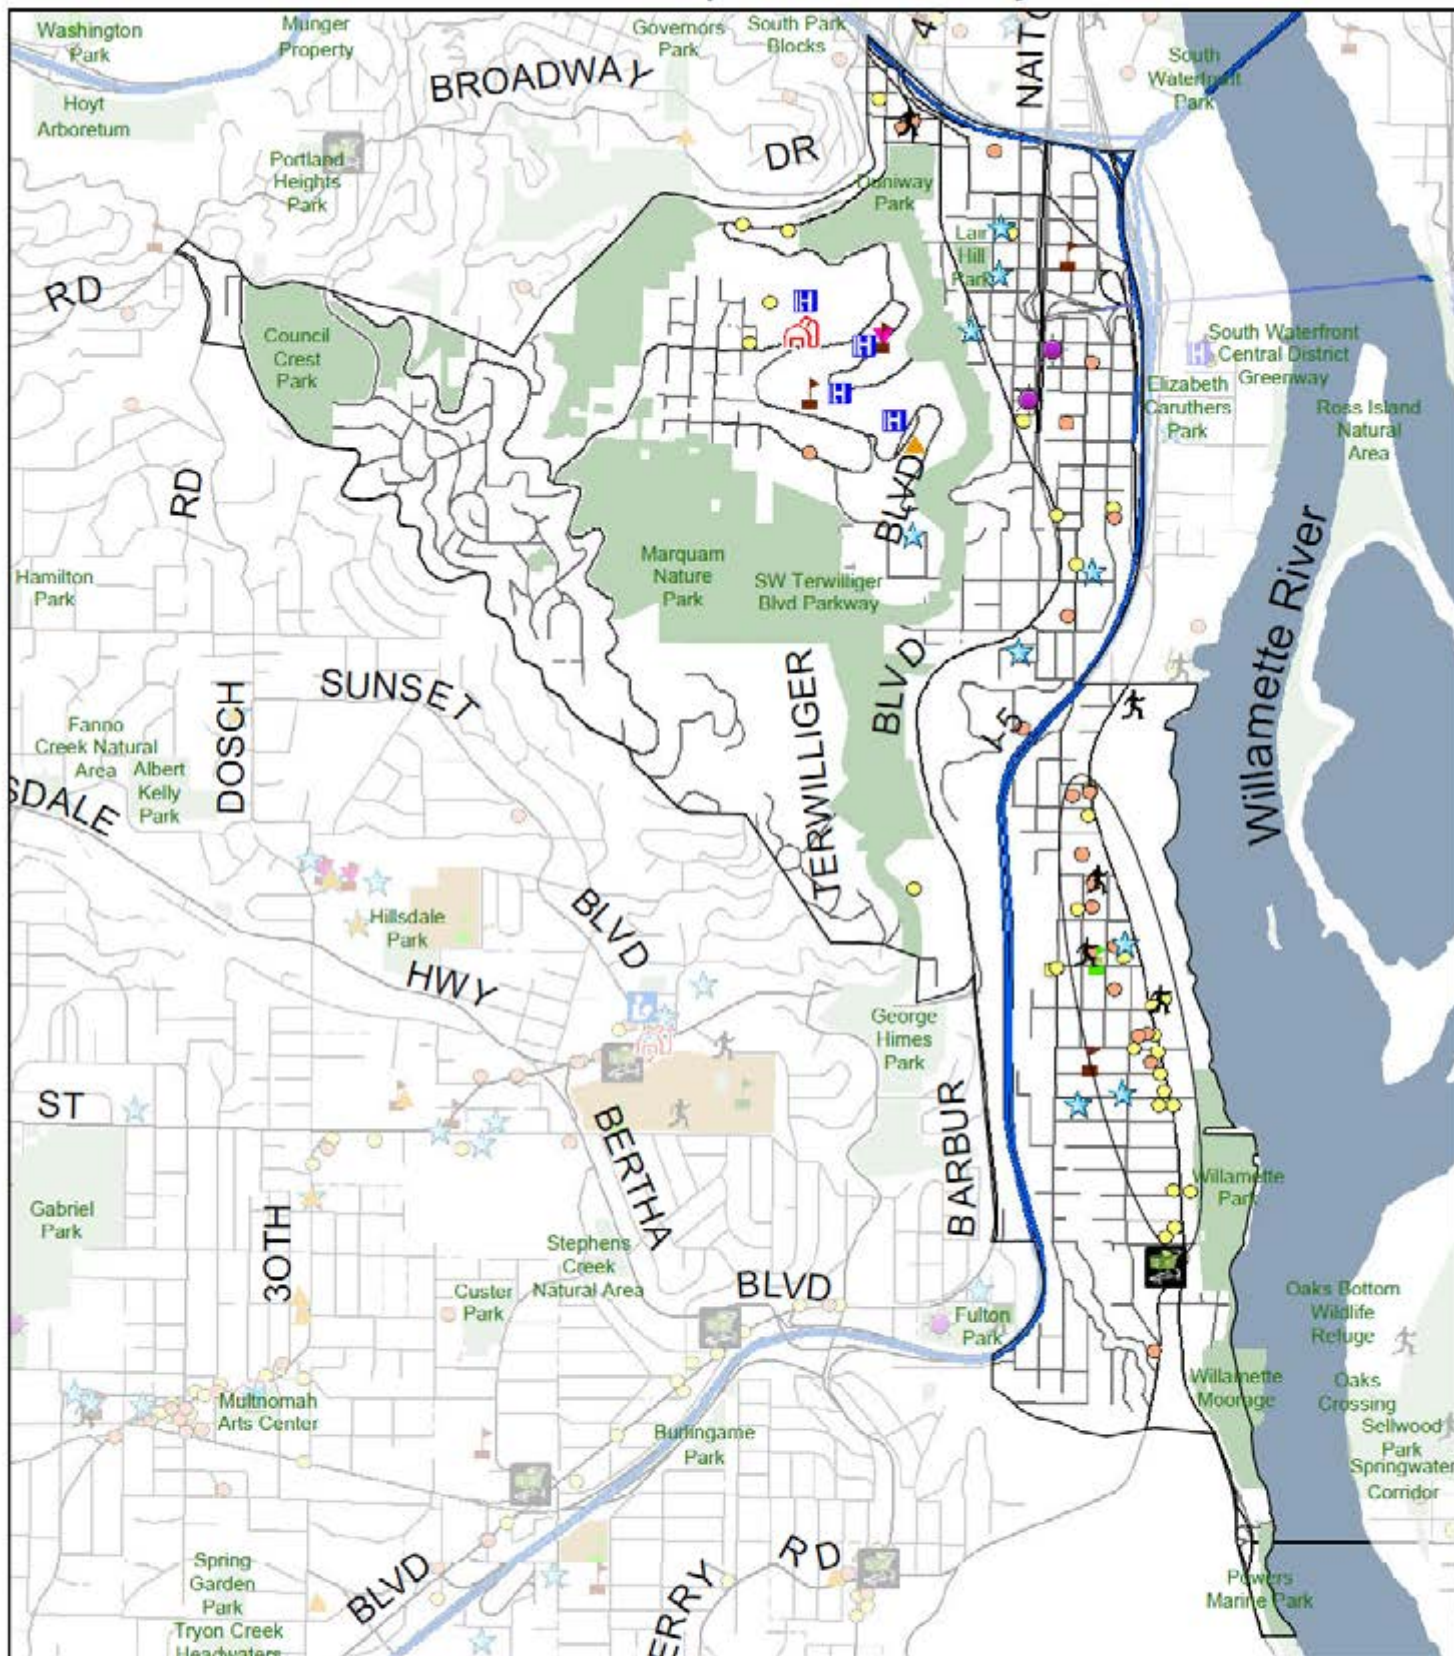 Washington
Park
Munger
Property
Governors
Park
South Park
Blocks
4
NAITO
South
Waterfront
Park
BROADWAY
Hoyt
Arboretum
DR
Portland
Heights
Park
Duniway
Park
Lair
Hill
Park
RD
Council
Crest
Park
South Waterfront
Central District
Greenway
Elizabeth
Caruthers
Park
Ross Island
Natural
Area
H
H
H
H
H
RD
BLVD
Marquam
Nature
Park
SW Terwilliger
Blvd Parkway
Hamilton
Park
Willamette River
SUNSET
DOSCH
TERWILLIGER
BLVD
I-5
Fanno
Creek Natural
Area
Albert
Kelly
Park
SDALE
Hillsdale
Park
BLVD
HWY
George
Himes
Park
ST
BERTHA
BARBUR
Gabriel
Park
30TH
Willamette
Park
Stephens
Creek
Natural Area
Custer
Park
BLVD
Fulton
Park
Oaks Bottom
Wildlife
Refuge
Willamette
Moorage
Oaks
Crossing
Sellwood
Park
Springwater
Corridor
Multnomah
Arts Center
Burlingame
Park
RD
BLVD
ERRY
Spring
Garden
Park
Tryon Creek
Headwaters
Powers
Marine Park